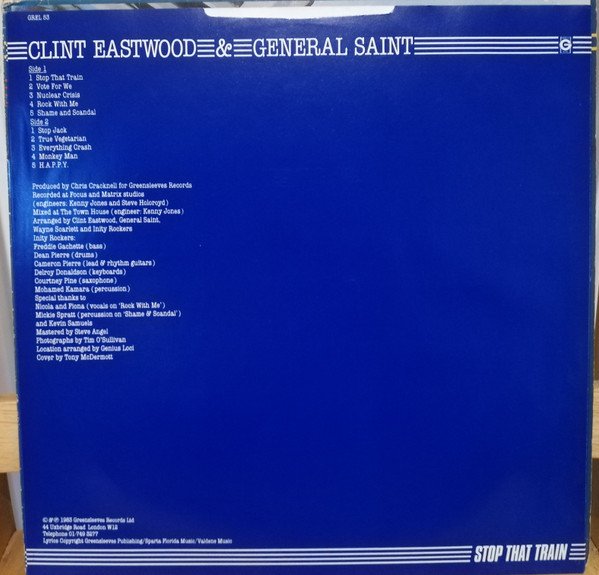 GREL 53
CLINT EASTWOOD & GENERAL SAINT
G
Side 1
1 Stop That Train
2 Vote For We
3 Nuclear Crisis
4 Rock With Me
5 Shame and Scandal
Side 2
1 Stop Jack
2 True Vegetarian
3 Everything Crash
4 Monkey Man
5 H.A.P.P.Y.
Produced by Chris Cracknell for Greensleeves Records
Recorded at Focus and Matrix studios
(engineers: Kenny Jones and Steve Holoroyd)
Mixed at The Town House (engineer: Kenny Jones)
Arranged by Clint Eastwood, General Saint,
Wayne Scarlett and Inity Rockers
Inity Rockers:
Freddie Gachette (bass)
Dean Pierre (drums)
Cameron Pierre (lead & rhythm guitars)
Delroy Donaldson (keyboards)
Courtney Pine (saxophone)
Mohamed Kamara (percussion)
Special thanks to
Nicola and Fiona (vocals on 'Rock With Me')
Mickie Spratt (percussion on 'Shame & Scandal')
and Kevin Samuels
Mastered by Steve Angel
Photographs by Tim O'Sullivan
Location arranged by Genius Loci
Cover by Tony McDermott
© & ℗ 1983 Greensleeves Records Ltd
44 Uxbridge Road London W12
Telephone 01 749 3277
Lyrics Copyright Greensleeves Publishing/Sparta Florida Music/Valdene Music
STOP THAT TRAIN